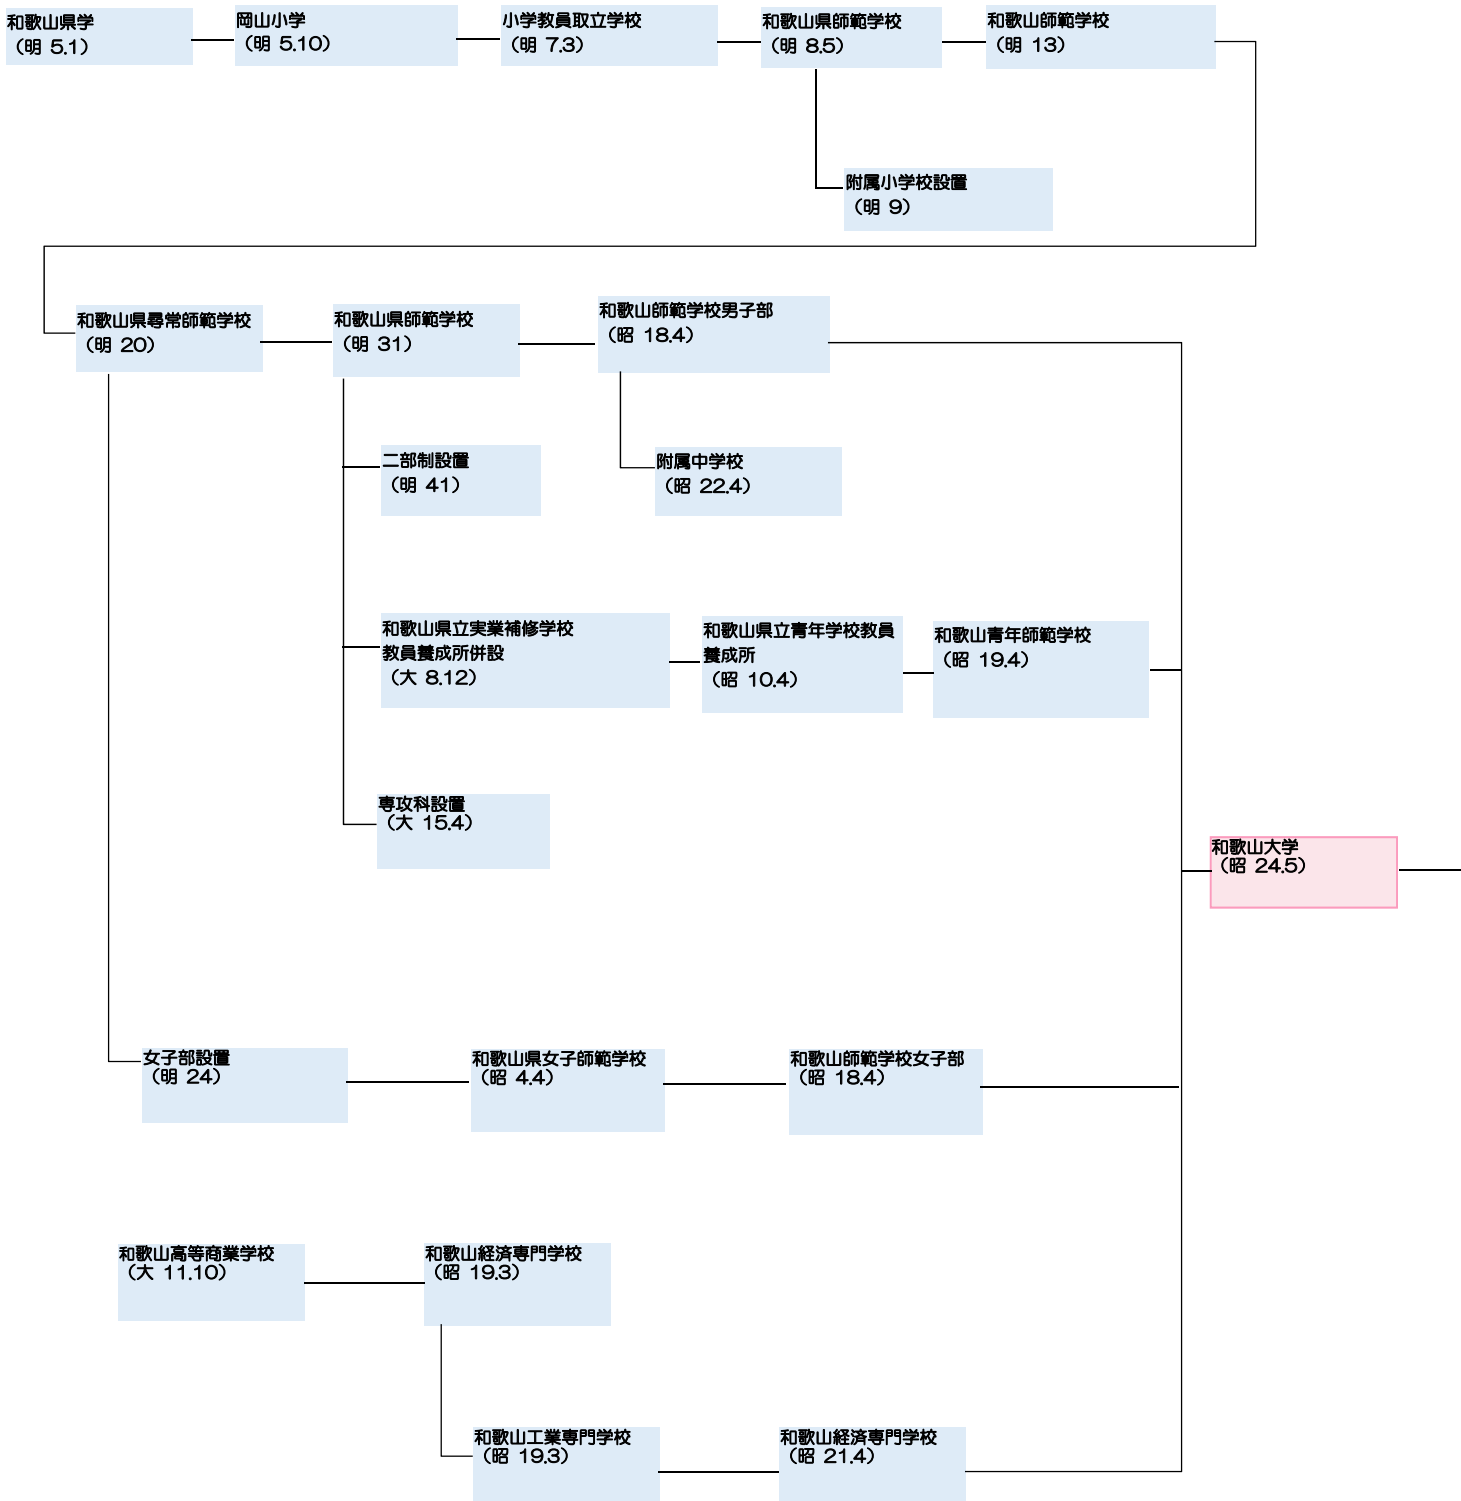 和歌山県学
（明 5.1）
岡山小学
（明 5.10）
小学教員取立学校
（明 7.3）
和歌山県師範学校
（明 8.5）
和歌山師範学校
（明 13）
附属小学校設置
（明 9）
和歌山県尋常師範学校
（明 20）
和歌山県師範学校
（明 31）
和歌山師範学校男子部
（昭 18.4）
二部制設置
（明 41）
附属中学校
（昭 22.4）
和歌山県立実業補修学校
教員養成所併設
（大 8.12）
和歌山県立青年学校教員
養成所
（昭 10.4）
和歌山青年師範学校
（昭 19.4）
専攻科設置
（大 15.4）
和歌山大学
（昭 24.5）
女子部設置
（明 24）
和歌山県女子師範学校
（昭 4.4）
和歌山師範学校女子部
（昭 18.4）
和歌山高等商業学校
（大 11.10）
和歌山経済専門学校
（昭 19.3）
和歌山工業専門学校
（昭 19.3）
和歌山経済専門学校
（昭 21.4）